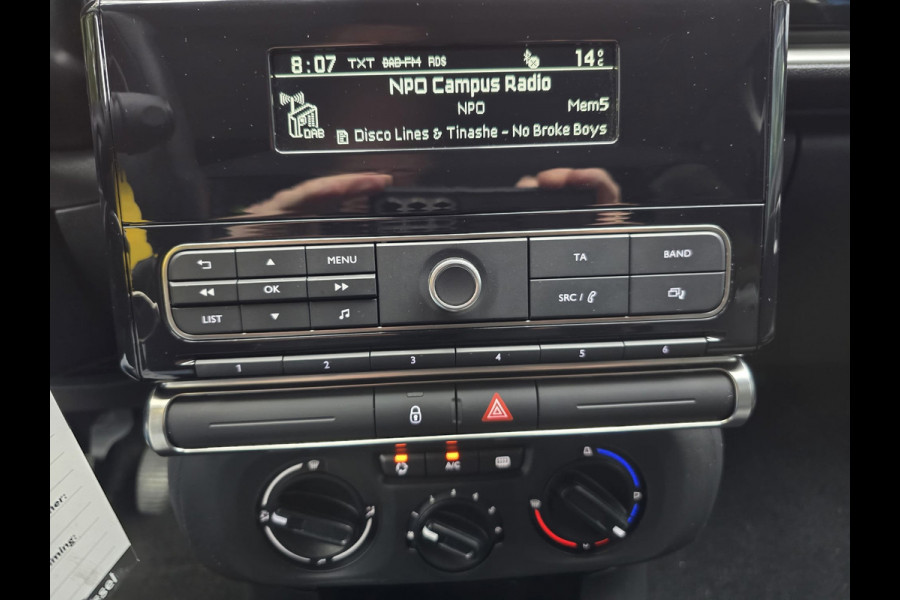 8:07 TXT DAB-FM RDS 14°C
NPO Campus Radio
NPO Mem5
DAB Disco Lines & Tinashe - No Broke Boys
MENU TA BAND
OK SRC /
LIST
1 2 3 4 5 6
A/C